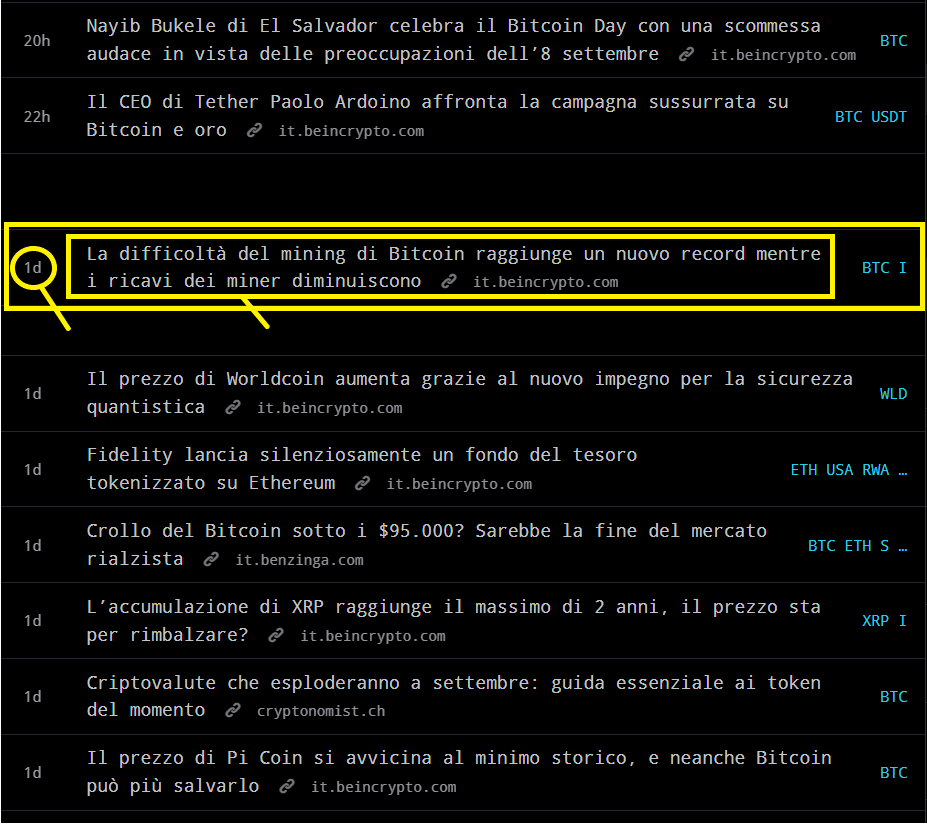 20h
Nayib Bukele di El Salvador celebra il Bitcoin Day con una scommessa
audace in vista delle preoccupazioni dell’8 settembre it.beincrypto.com
BTC
22h
Il CEO di Tether Paolo Ardoino affronta la campagna sussurrata su
Bitcoin e oro it.beincrypto.com
BTC USDT
1d
La difficoltà del mining di Bitcoin raggiunge un nuovo record mentre
i ricavi dei miner diminuiscono it.beincrypto.com
BTC I
1d
Il prezzo di Worldcoin aumenta grazie al nuovo impegno per la sicurezza
quantistica it.beincrypto.com
WLD
1d
Fidelity lancia silenziosamente un fondo del tesoro
tokenizzato su Ethereum it.beincrypto.com
ETH USA RWA …
1d
Crollo del Bitcoin sotto i $95.000? Sarebbe la fine del mercato
rialzista it.benzinga.com
BTC ETH S …
1d
L’accumulazione di XRP raggiunge il massimo di 2 anni, il prezzo sta
per rimbalzare? it.beincrypto.com
XRP I
1d
Criptovalute che esploderanno a settembre: guida essenziale ai token
del momento cryptonomist.ch
BTC
1d
Il prezzo di Pi Coin si avvicina al minimo storico, e neanche Bitcoin
può più salvarlo it.beincrypto.com
BTC